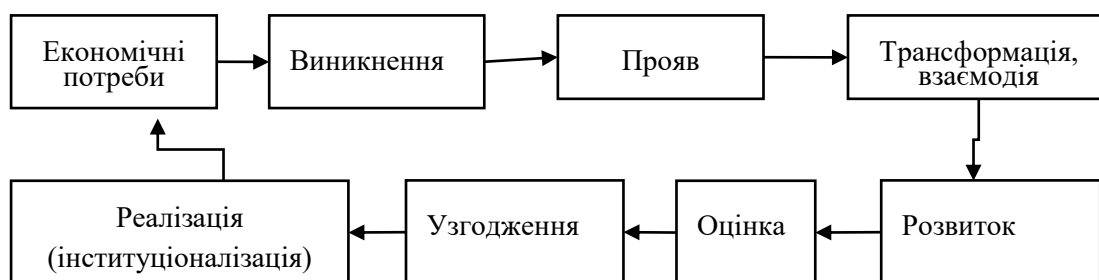 Економічні
потреби
Виникнення
Прояв
Трансформація,
взаємодія
Реалізація
(інституціоналізація)
Узгодження
Оцінка
Розвиток